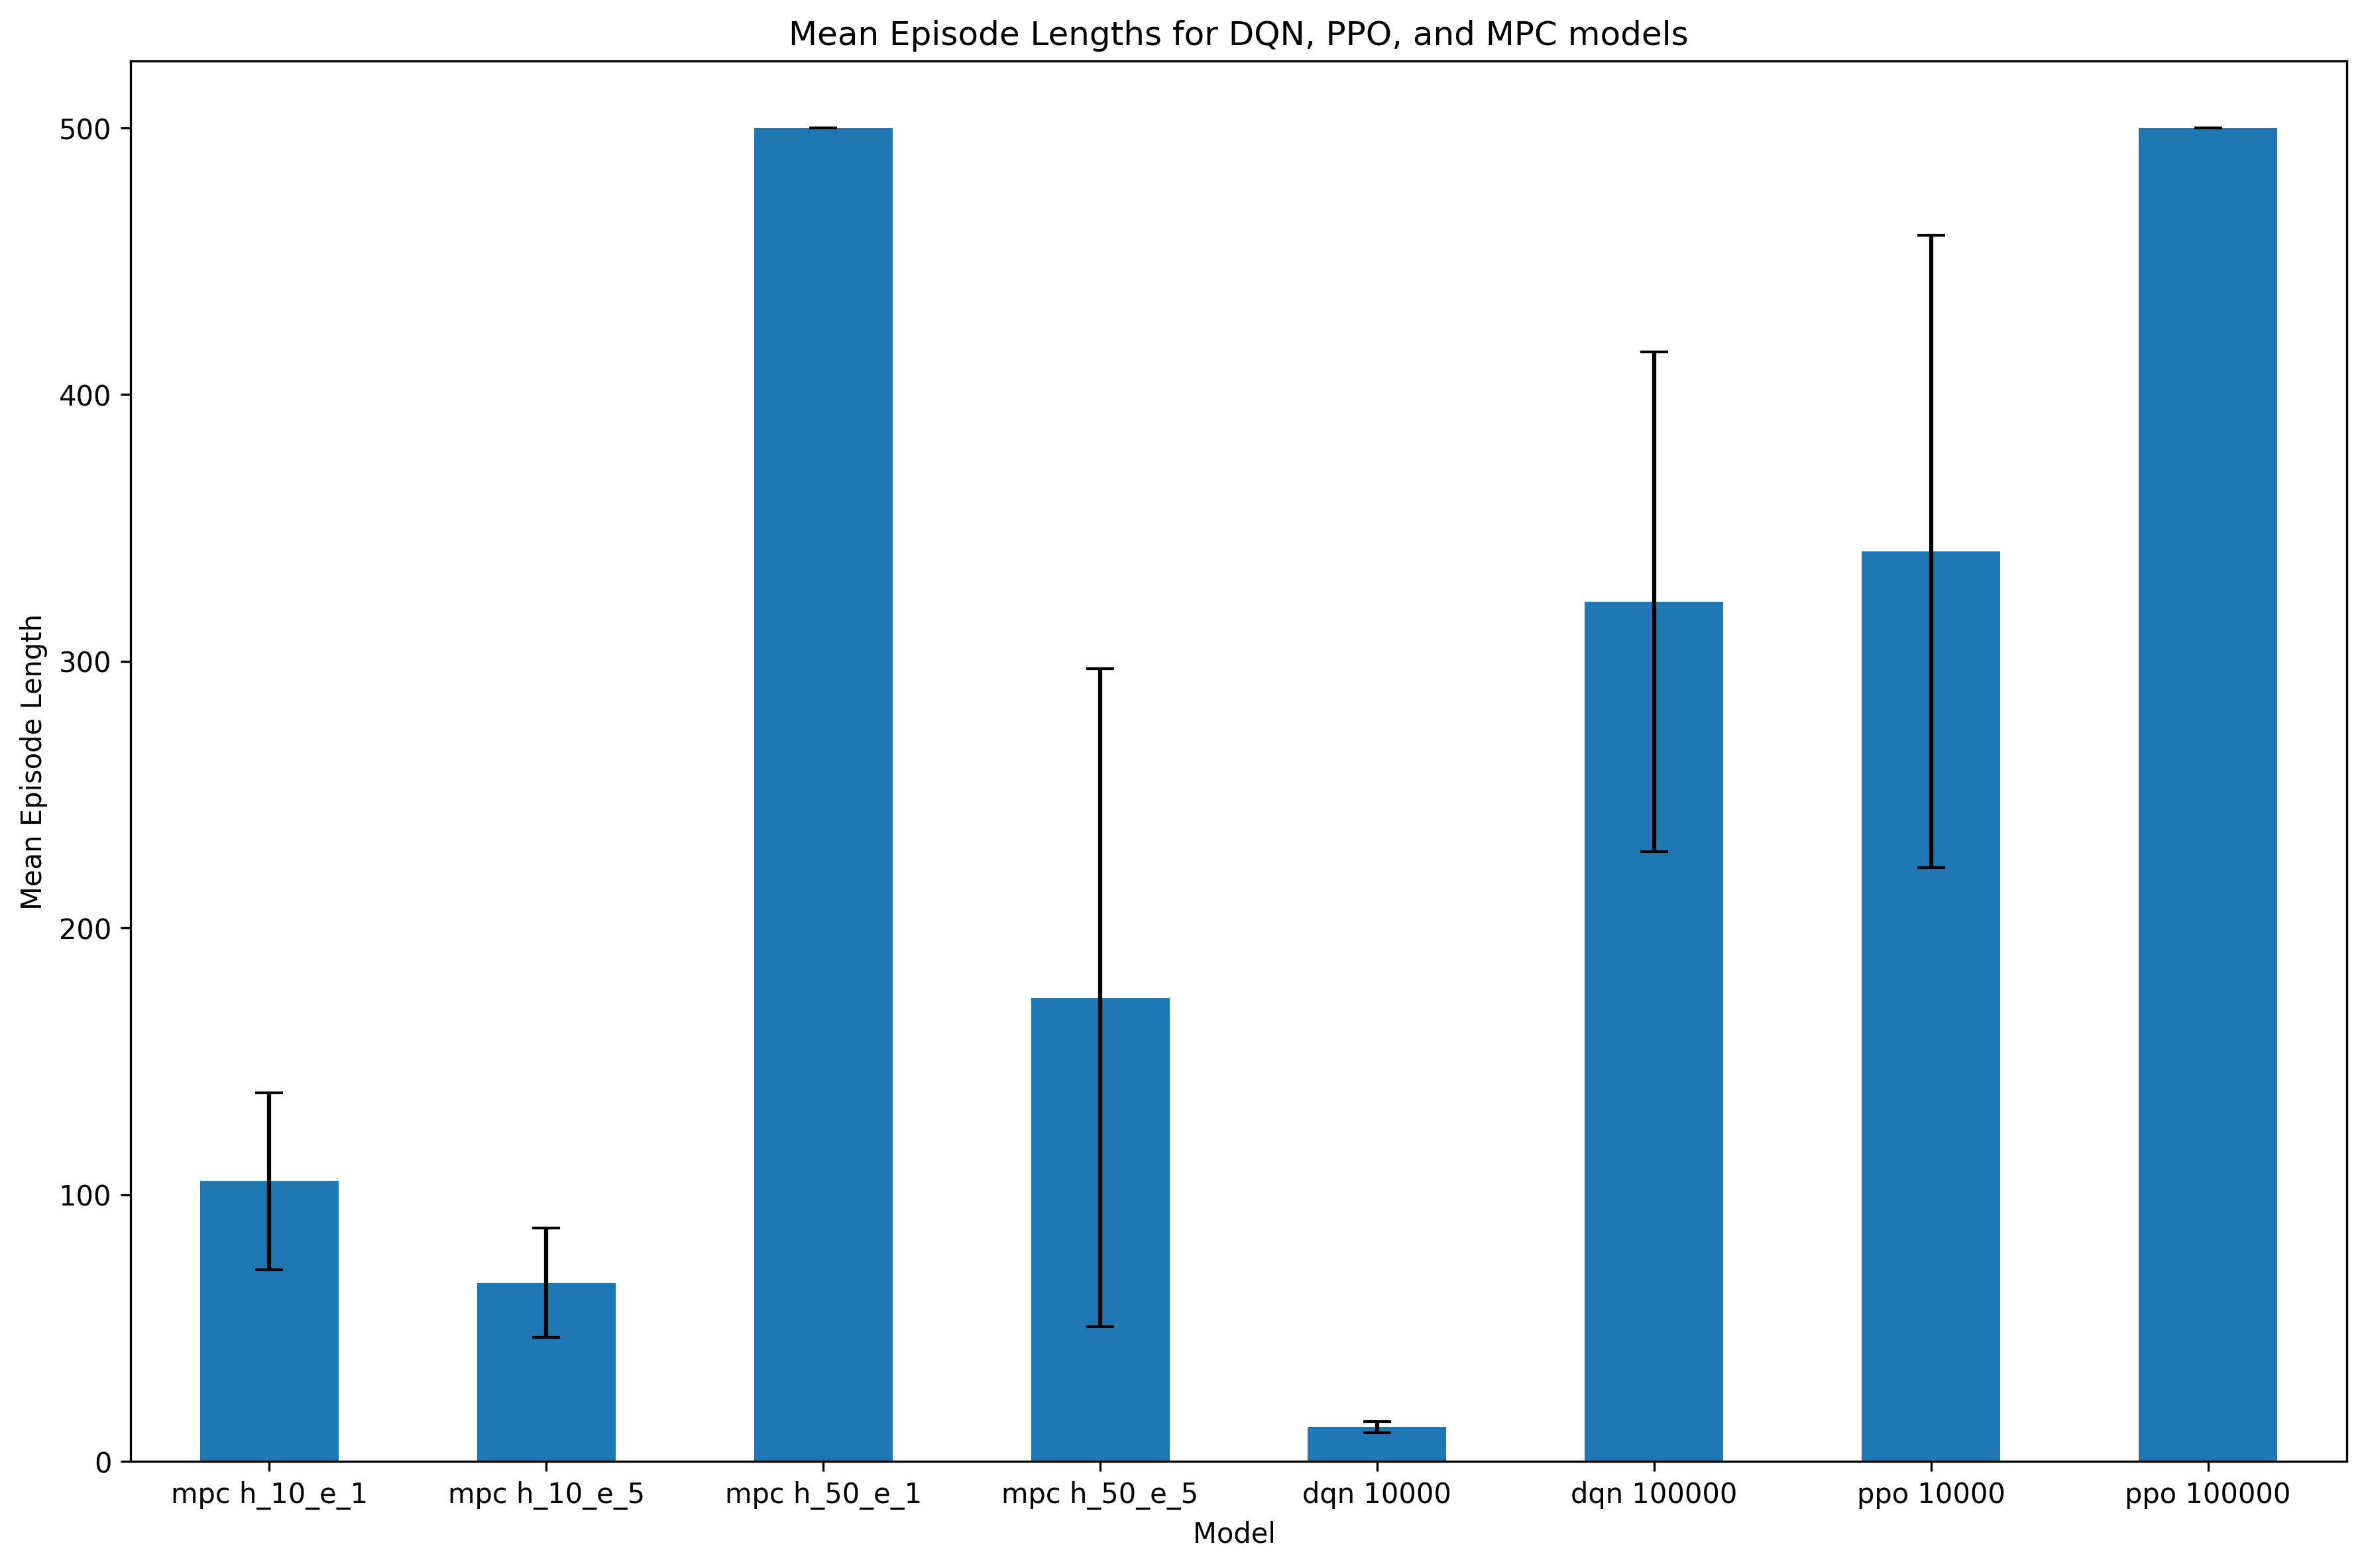 Mean Episode Lengths for DQN, PPO, and MPC models
Mean Episode Length
500
400
300
200
100
0
mpc h_10_e_1 mpc h_10_e_5 mpc h_50_e_1 mpc h_50_e_5 dqn 10000 dqn 100000 ppo 10000 ppo 100000
Model